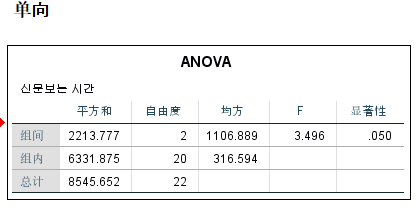 单向
ANOVA
신문보는 시간
平方和 自由度 均方 F 显著性
组间 2213.777 2 1106.889 3.496 .050
组内 6331.875 20 316.594
总计 8545.652 22